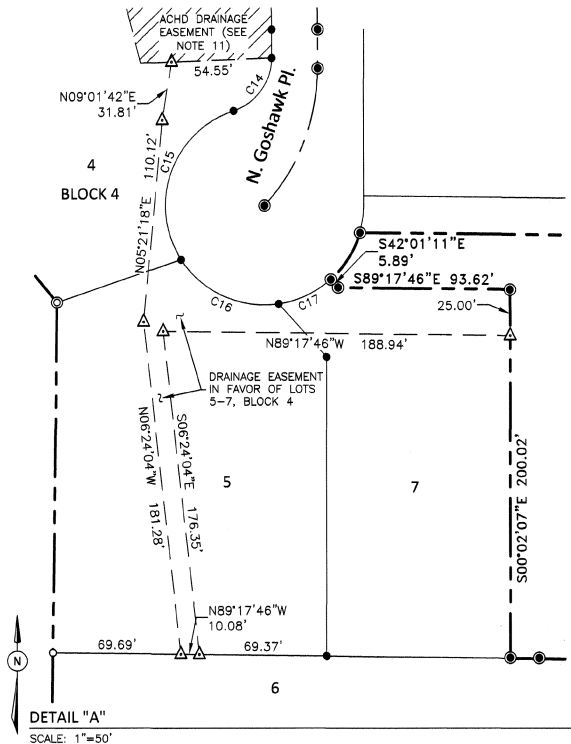 ACHD DRAINAGE
EASEMENT (SEE
NOTE 11)
54.55'
C14
N09°01'42"E
31.81'
N. Goshawk Pl.
4
BLOCK 4
N05°21'18"E 110.12'
C15
S42°01'11"E
5.89'
S89°17'46"E 93.62'
25.00'
C16
C17
N89°17'46"W 188.94'
DRAINAGE EASEMENT
IN FAVOR OF LOTS
5-7, BLOCK 4
N06°24'04"W 181.28'
S06°24'04"E 176.35'
5
7
S00°02'07"E 200.02'
N89°17'46"W
10.08'
69.69'
69.37'
N
6
DETAIL "A"
SCALE: 1"=50'